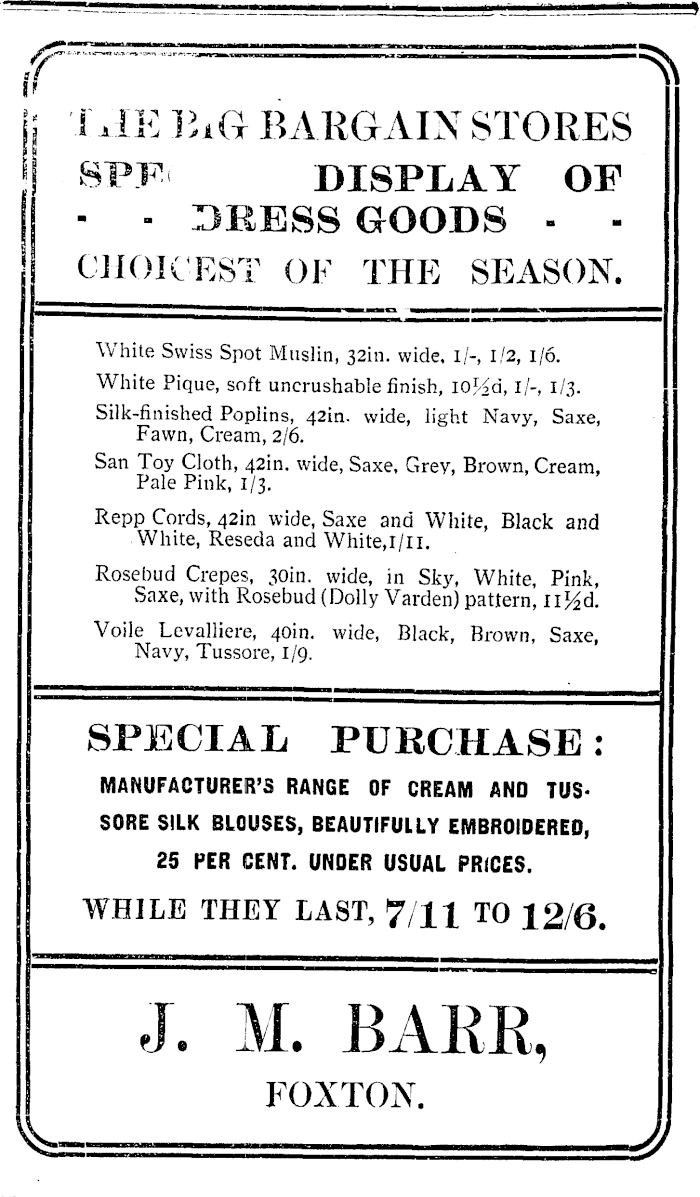 THE BIG BARGAIN STORES
DISPLAY OF
- - DRESS GOODS - -
CHOICEST OF THE SEASON.
White Swiss Spot Muslin, 32in. wide, 1/-, 1/2, 1/6.
White Pique, soft uncrushable finish, 10½d, 1/-, 1/3.
Silk-finished Poplins, 42in. wide, light Navy, Saxe,
Fawn, Cream, 2/6.
San Toy Cloth, 42in. wide, Saxe, Grey, Brown, Cream,
Pale Pink, 1/3.
Repp Cords, 42in wide, Saxe and White, Black and
White, Reseda and White, 1/11.
Rosebud Crepes, 30in. wide, in Sky, White, Pink,
Saxe, with Rosebud (Dolly Varden) pattern, 11½d.
Voile Levalliere, 40in. wide, Black, Brown, Saxe,
Navy, Tussore, 1/9.
SPECIAL PURCHASE:
MANUFACTURER'S RANGE OF CREAM AND TUS-
SORE SILK BLOUSES, BEAUTIFULLY EMBROIDERED,
25 PER CENT. UNDER USUAL PRICES.
WHILE THEY LAST, 7/11 TO 12/6.
J. M. BARR,
FOXTON.